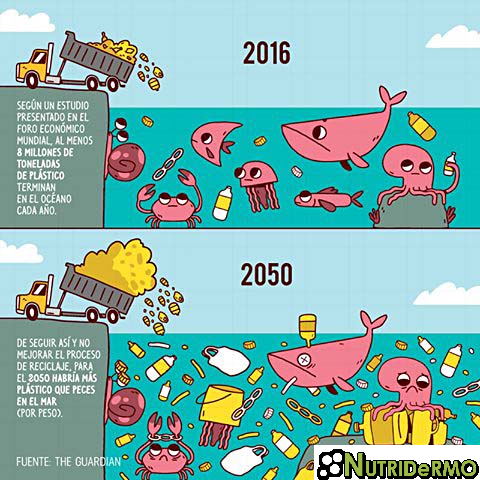 2016
SEGÚN UN ESTUDIO
PRESENTADO EN EL
FORO ECONÓMICO
MUNDIAL, AL MENOS
8 MILLONES DE
TONELADAS
DE PLÁSTICO
TERMINAN
EN EL OCÉANO
CADA AÑO.
2050
DE SEGUIR ASÍ Y NO
MEJORAR EL PROCESO
DE RECICLAJE, PARA
EL 2050 HABRÍA MÁS
PLÁSTICO QUE PECES
EN EL MAR
(POR PESO).
FUENTE: THE GUARDIAN
NUTRIDeRMO